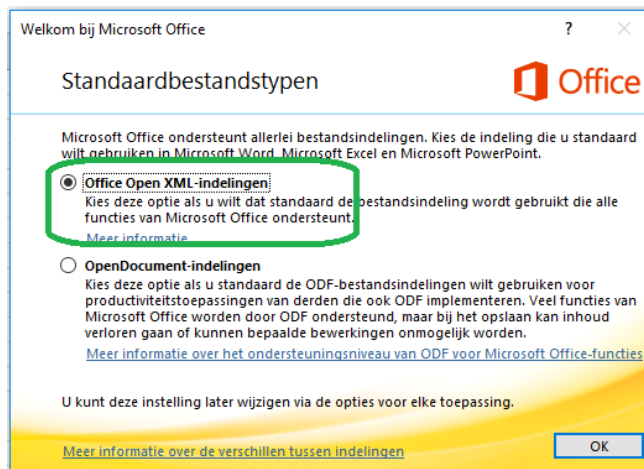 Welkom bij Microsoft Office
?
Standaardbestandstypen
Office
Microsoft Office ondersteunt allerlei bestandsindelingen. Kies de indeling die u standaard
wilt gebruiken in Microsoft Word, Microsoft Excel en Microsoft PowerPoint.
Office Open XML-indelingen
Kies deze optie als u wilt dat standaard de bestandsindeling wordt gebruikt die alle
functies van Microsoft Office ondersteunt.
Meer informatie
OpenDocument-indelingen
Kies deze optie als u standaard de ODF-bestandsindelingen wilt gebruiken voor
productiviteitstoepassingen van derden die ook ODF implementeren. Veel functies van
Microsoft Office worden door ODF ondersteund, maar bij het opslaan kan inhoud
verloren gaan of kunnen bepaalde bewerkingen onmogelijk worden.
Meer informatie over het ondersteuningsniveau van ODF voor Microsoft Office-functies
U kunt deze instelling later wijzigen via de opties voor elke toepassing.
Meer informatie over de verschillen tussen indelingen
OK